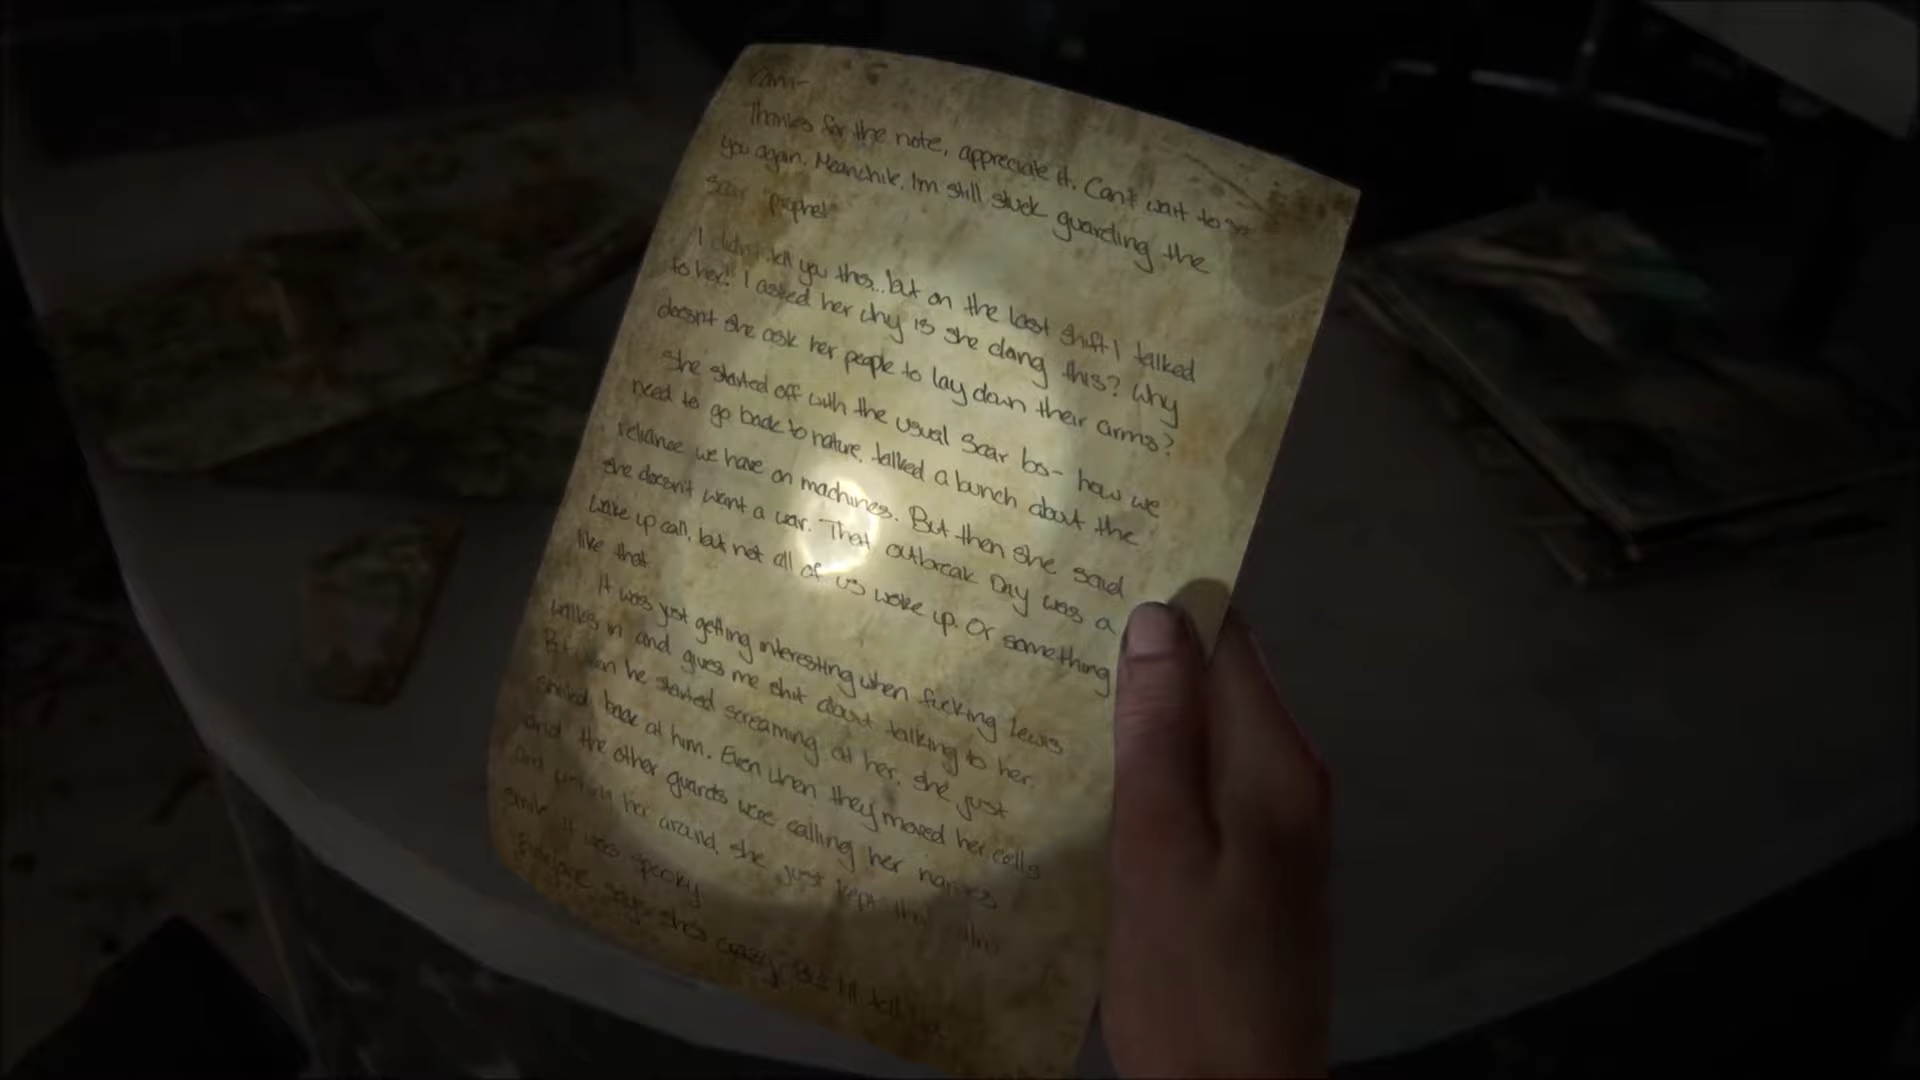 Thanks for the note, appreciate it. Can't wait to see
you again. Meanchile, I'm still stuck guarding the
Scar "prophet"
I didn't tell you this...but on the last shift I talked
to her! I asked her why is she doing this? Why
doesn't she ask her people to lay down their arms?
She started off with the usual Scar bs- how we
need to go back to nature, talked a bunch about the
reliance we have on machines. But then she said
she doesn't want a war. That outbreak Day was a
wake up call, but not all of us woke up. Or something
like that
It was just getting interesting when fucking Lewis
walks in and gives me shit about talking to her.
But when he started screaming at her, she just
smiled back at him. Even when they moved her cells
and the other guards were calling her names
and pushing her around, she just kept that calm
smile. It was spooky
Everyone says she's crazy. But I'll tell you